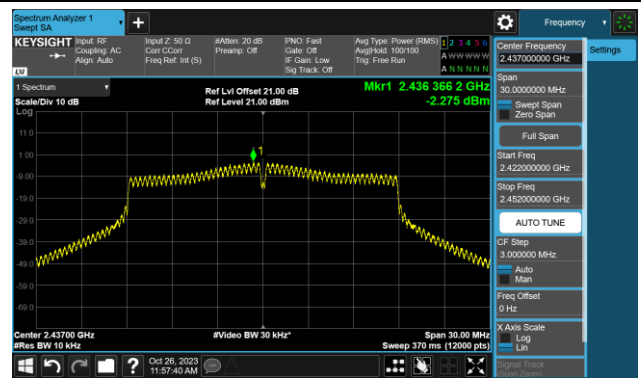 Spectrum Analyzer 1
Swept SA
Frequency
KEYSIGHT
Input: RF
Coupling: AC
Align: Auto
Input Z: 50 Ω
Corr CCorr
Freq Ref: Int (S)
#Atten: 20 dB
Preamp: Off
PNO: Fast
Gate: Off
IF Gain: Low
Sig Track: Off
Avg Type: Power (RMS)
Avg|Hold: 100/100
Trig: Free Run
1 2 3 4 5 6
A W W W W W
A N N N N N
LXI
1 Spectrum
Scale/Div 10 dB
Log
Ref Lvl Offset 21.00 dB
Ref Level 21.00 dBm
Mkr1 2.436 366 2 GHz
-2.275 dBm
11.0
1.00
-9.00
-19.0
-29.0
-39.0
-49.0
-59.0
-69.0
1
Center 2.43700 GHz
#Res BW 10 kHz
#Video BW 30 kHz*
Span 30.00 MHz
Sweep 370 ms (12000 pts)
Center Frequency
2.437000000 GHz
Settings
Span
30.0000000 MHz
Swept Span
Zero Span
Full Span
Start Freq
2.422000000 GHz
Stop Freq
2.452000000 GHz
AUTO TUNE
CF Step
3.000000 MHz
Auto
Man
Freq Offset
0 Hz
X Axis Scale
Log
Lin
Signal Track
(Span Zoom)
?
Oct 26, 2023
11:57:40 AM